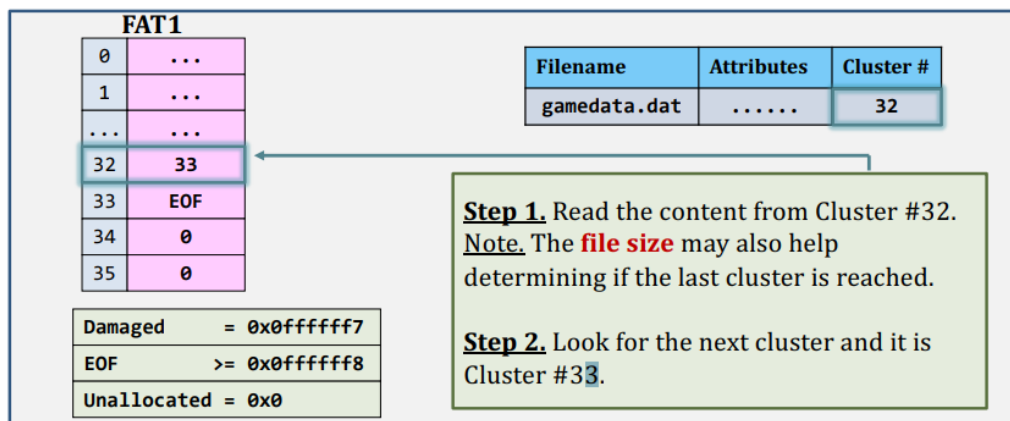 FAT1
0 ...
1 ...
... ...
32 33
33 EOF
34 0
35 0
Damaged = 0x0ffffff7
EOF >= 0x0ffffff8
Unallocated = 0x0
Filename Attributes Cluster #
gamedata.dat ...... 32
Step 1. Read the content from Cluster #32.
Note. The file size may also help
determining if the last cluster is reached.
Step 2. Look for the next cluster and it is
Cluster #33.